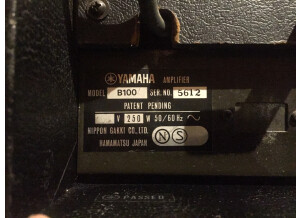 YAMAHA AMPLIFIER
MODEL B100 SER. NO. 5612
PATENT PENDING
V 250 W 50/60Hz
NIPPON GAKKI CO., LTD.
HAMAMATSU JAPAN
N S
PASSED